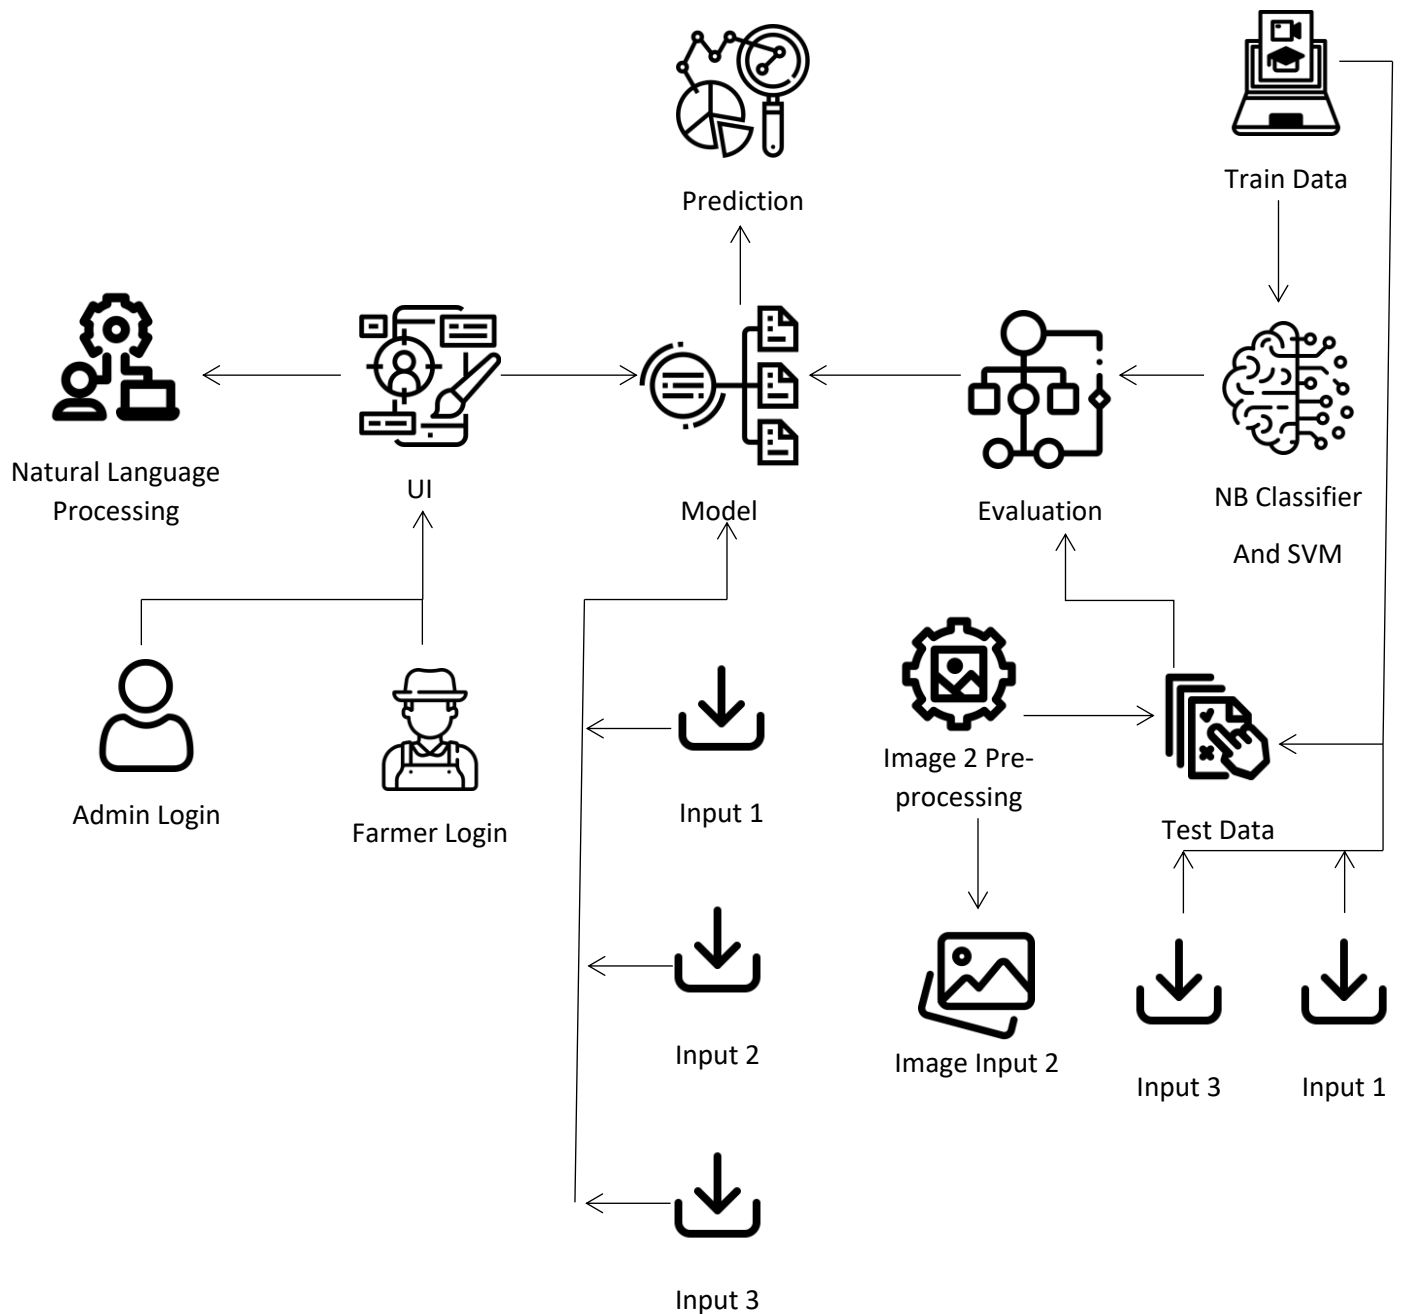 Prediction
Train Data
Natural Language
Processing
UI
Model
Evaluation
NB Classifier
And SVM
Admin Login
Farmer Login
Input 1
Image 2 Pre-
processing
Test Data
Input 2
Image Input 2
Input 3
Input 1
Input 3